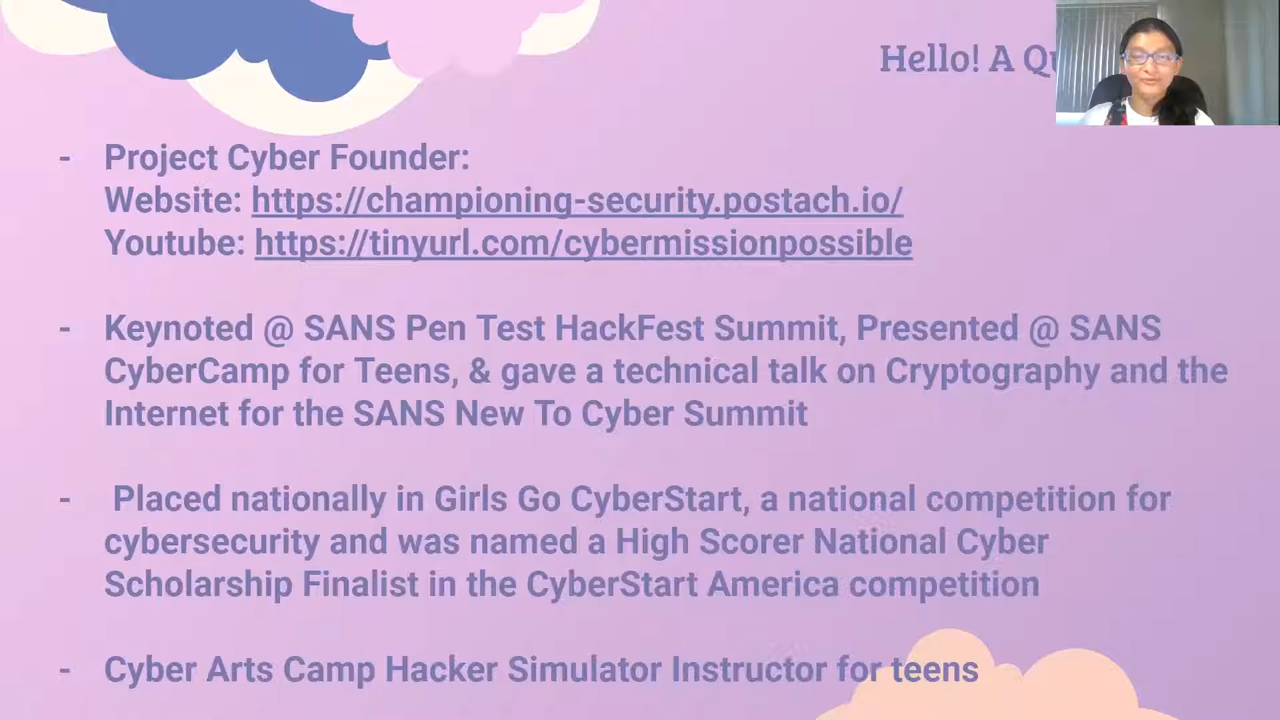 Hello! A Qu
- Project Cyber Founder:
Website: https://championing-security.postach.io/
Youtube: https://tinyurl.com/cybermissionpossible
- Keynoted @ SANS Pen Test HackFest Summit, Presented @ SANS
CyberCamp for Teens, & gave a technical talk on Cryptography and the
Internet for the SANS New To Cyber Summit
- Placed nationally in Girls Go CyberStart, a national competition for
cybersecurity and was named a High Scorer National Cyber
Scholarship Finalist in the CyberStart America competition
- Cyber Arts Camp Hacker Simulator Instructor for teens